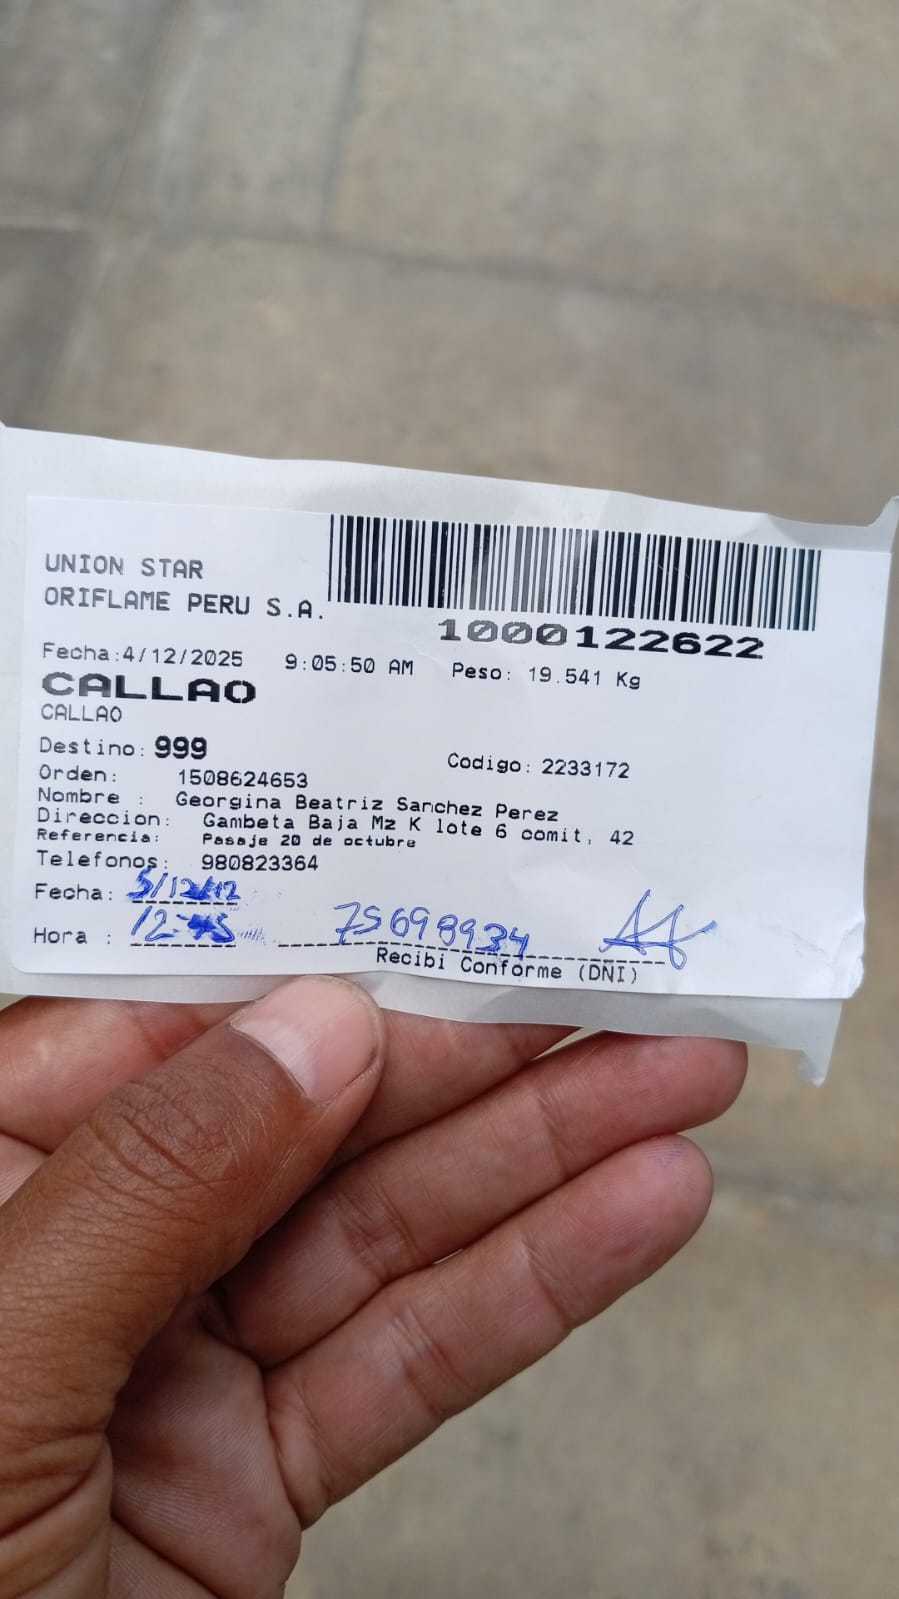 UNION STAR
ORIFLAME PERU S.A.
1000122622
Fecha:4/12/2025 9:05:50 AM Peso: 19.541 Kg
CALLAO
CALLAO
Destino: 999 Codigo: 2233172
Orden: 1508624653
Nombre : Georgina Beatriz Sanchez Perez
Direccion: Gambeta Baja Mz K lote 6 comit. 42
Referencia: Pasaje 20 de octubre
Telefonos: 980823364
Fecha: 5/12/12
Hora : 12:45 75698934
Recibi Conforme (DNI)